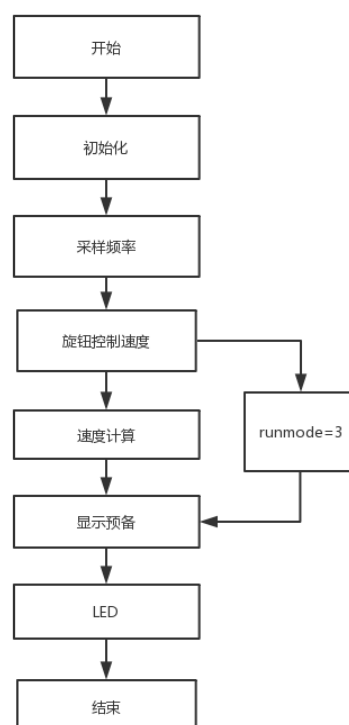 开始
初始化
采样频率
旋钮控制速度
速度计算
runmode=3
显示预备
LED
结束